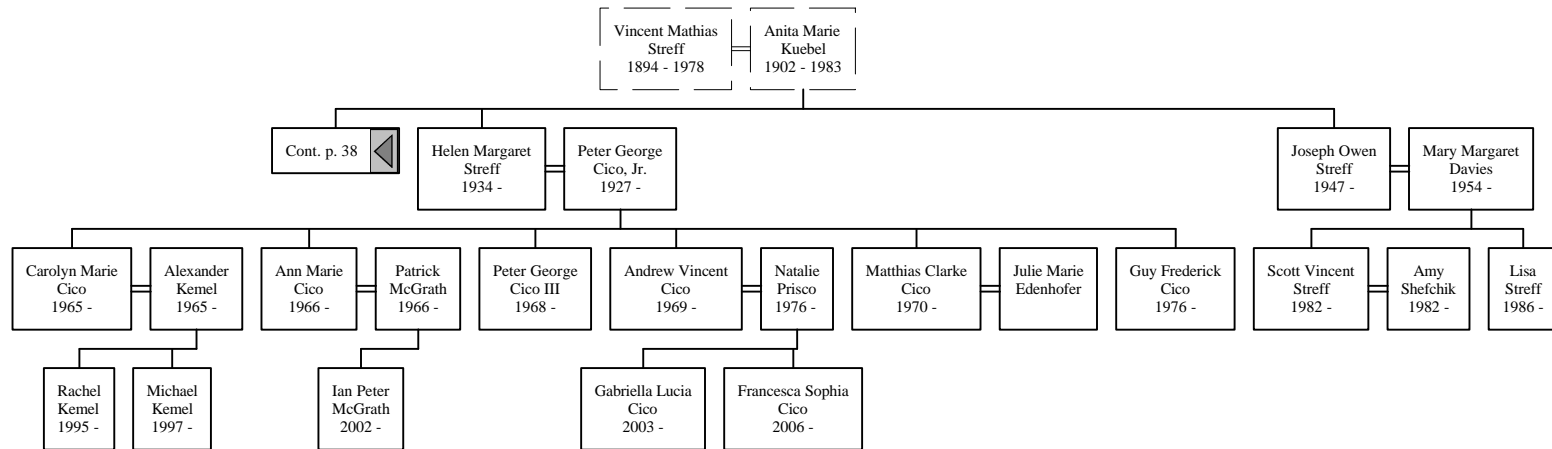 Vincent Mathias
Streff
1894 - 1978
Anita Marie
Kuebel
1902 - 1983
Cont. p. 38
Helen Margaret
Streff
1934 -
Peter George
Cico, Jr.
1927 -
Joseph Owen
Streff
1947 -
Mary Margaret
Davies
1954 -
Carolyn Marie
Cico
1965 -
Alexander
Kemel
1965 -
Ann Marie
Cico
1966 -
Patrick
McGrath
1966 -
Peter George
Cico III
1968 -
Andrew Vincent
Cico
1969 -
Natalie
Prisco
1976 -
Matthias Clarke
Cico
1970 -
Julie Marie
Edenhofer
Guy Frederick
Cico
1976 -
Scott Vincent
Streff
1982 -
Amy
Shefchik
1982 -
Lisa
Streff
1986 -
Rachel
Kemel
1995 -
Michael
Kemel
1997 -
Ian Peter
McGrath
2002 -
Gabriella Lucia
Cico
2003 -
Francesca Sophia
Cico
2006 -